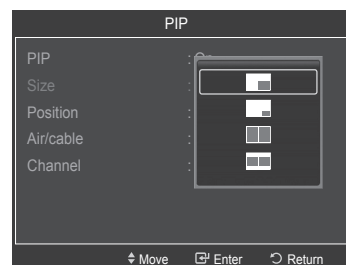 PIP
PIP :
Size :
Position :
Air/cable :
Channel :
Move Enter Return